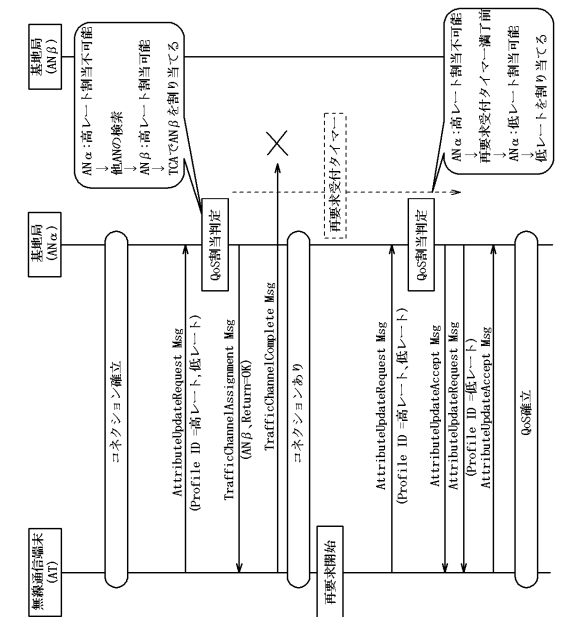 無線通信端末
(AT)
基地局
(ANα)
基地局
(ANβ)
コネクション確立
AttributeUpdateRequest Msg
(Profile ID =高レート,低レート)
QoS割当判定
ANα:高レート割当不可能
↓
他ANの検索
↓
ANβ:高レート割当可能
↓
TCAでANβを割り当てる
TrafficChannelAssignment Msg
(ANβ、Return=OK)
TrafficChannelComplete Msg
コネクションあり
再要求開始
再要求受付タイマー
AttributeUpdateRequest Msg
(Profile ID =高レート、低レート)
QoS割当判定
ANα:高レート割当不可能
↓
再要求受付タイマー満了前
↓
ANα:低レート割当可能
↓
低レートを割り当てる
AttributeUpdateAccept Msg
AttributeUpdateRequest Msg
(Profile ID =低レート)
AttributeUpdateAccept Msg
QoS確立